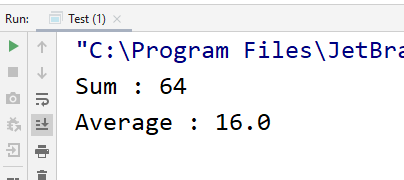 Run: Test (1)
"C:\Program Files\JetBra
Sum : 64
Average : 16.0